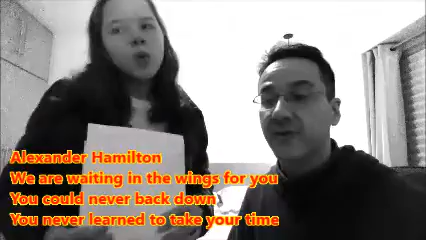 Alexander Hamilton
We are waiting in the wings for you
You could never back down
You never learned to take your time